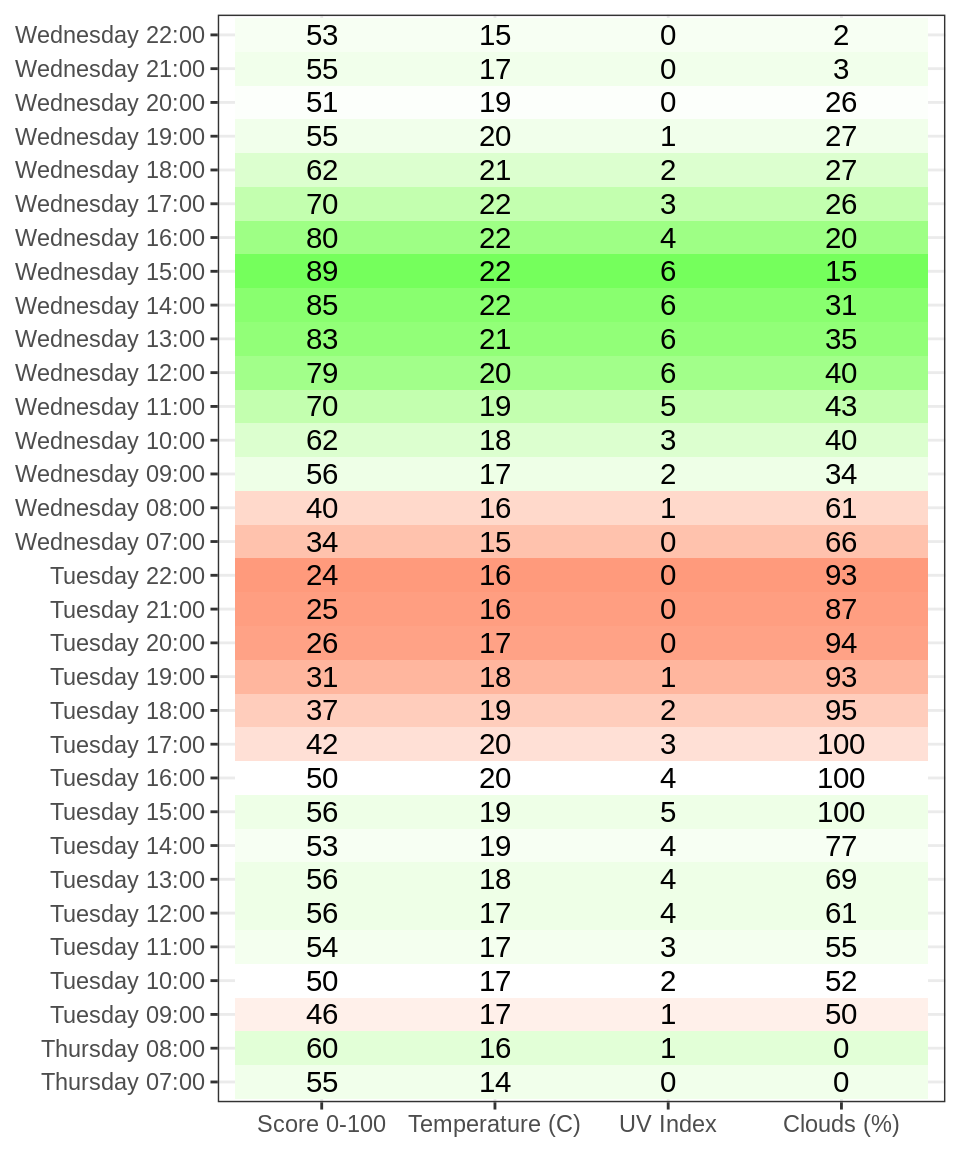 Wednesday 22:00 53 15 0 2
Wednesday 21:00 55 17 0 3
Wednesday 20:00 51 19 0 26
Wednesday 19:00 55 20 1 27
Wednesday 18:00 62 21 2 27
Wednesday 17:00 70 22 3 26
Wednesday 16:00 80 22 4 20
Wednesday 15:00 89 22 6 15
Wednesday 14:00 85 22 6 31
Wednesday 13:00 83 21 6 35
Wednesday 12:00 79 20 6 40
Wednesday 11:00 70 19 5 43
Wednesday 10:00 62 18 3 40
Wednesday 09:00 56 17 2 34
Wednesday 08:00 40 16 1 61
Wednesday 07:00 34 15 0 66
Tuesday 22:00 24 16 0 93
Tuesday 21:00 25 16 0 87
Tuesday 20:00 26 17 0 94
Tuesday 19:00 31 18 1 93
Tuesday 18:00 37 19 2 95
Tuesday 17:00 42 20 3 100
Tuesday 16:00 50 20 4 100
Tuesday 15:00 56 19 5 100
Tuesday 14:00 53 19 4 77
Tuesday 13:00 56 18 4 69
Tuesday 12:00 56 17 4 61
Tuesday 11:00 54 17 3 55
Tuesday 10:00 50 17 2 52
Tuesday 09:00 46 17 1 50
Thursday 08:00 60 16 1 0
Thursday 07:00 55 14 0 0
Score 0-100 Temperature (C) UV Index Clouds (%)